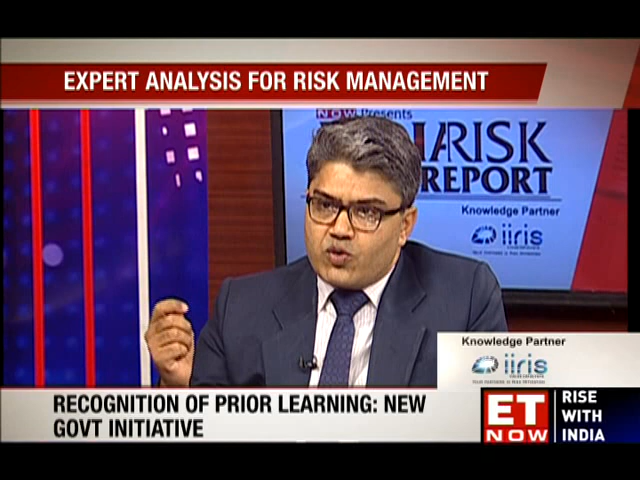 EXPERT ANALYSIS FOR RISK MANAGEMENT
NOW Presents
IA RISK
REPORT
Knowledge Partner
iiris
Knowledge Partner
iiris
RECOGNITION OF PRIOR LEARNING: NEW
GOVT INITIATIVE
ET
NOW
RISE
WITH
INDIA